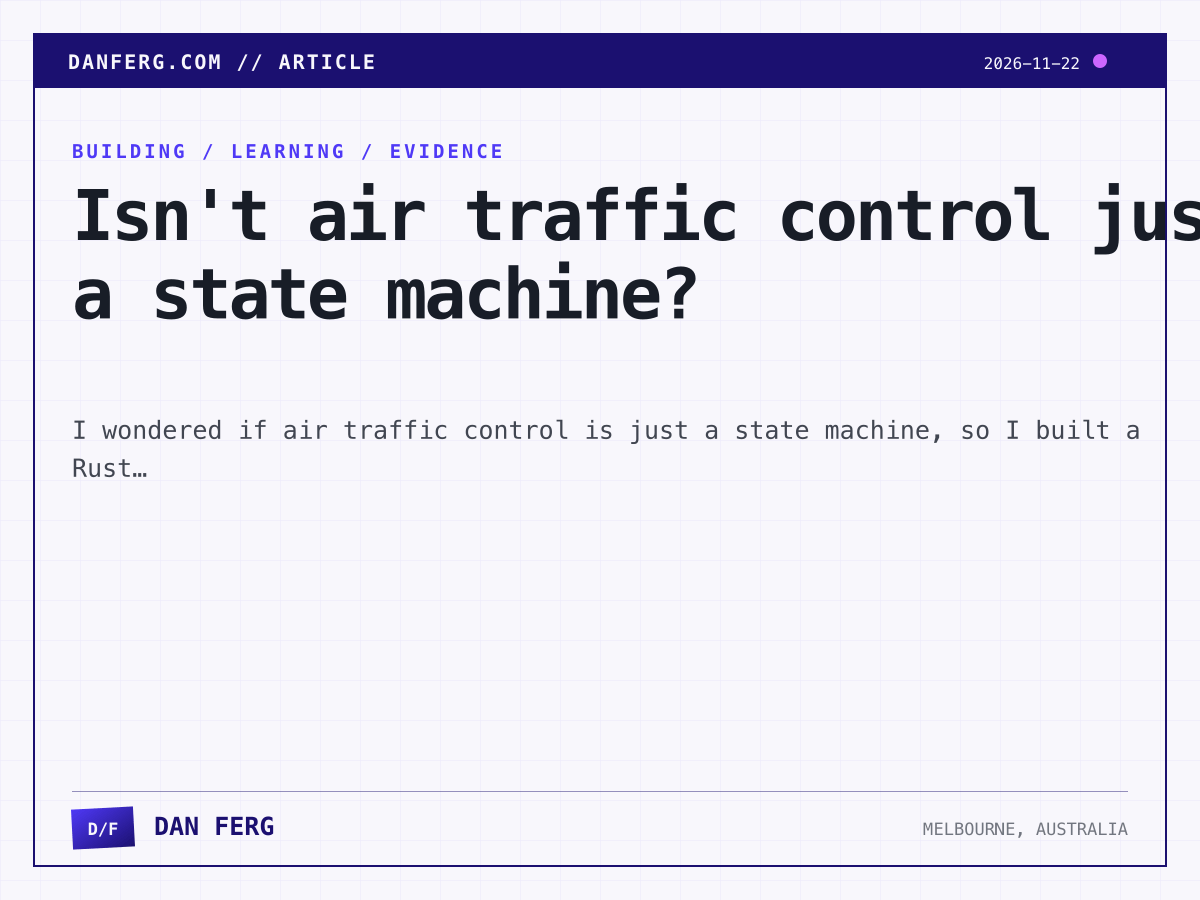 DANFERG.COM // ARTICLE
2026-11-22
BUILDING / LEARNING / EVIDENCE
Isn't air traffic control jus
a state machine?
I wondered if air traffic control is just a state machine, so I built a
Rust…
D/F
DAN FERG
MELBOURNE, AUSTRALIA